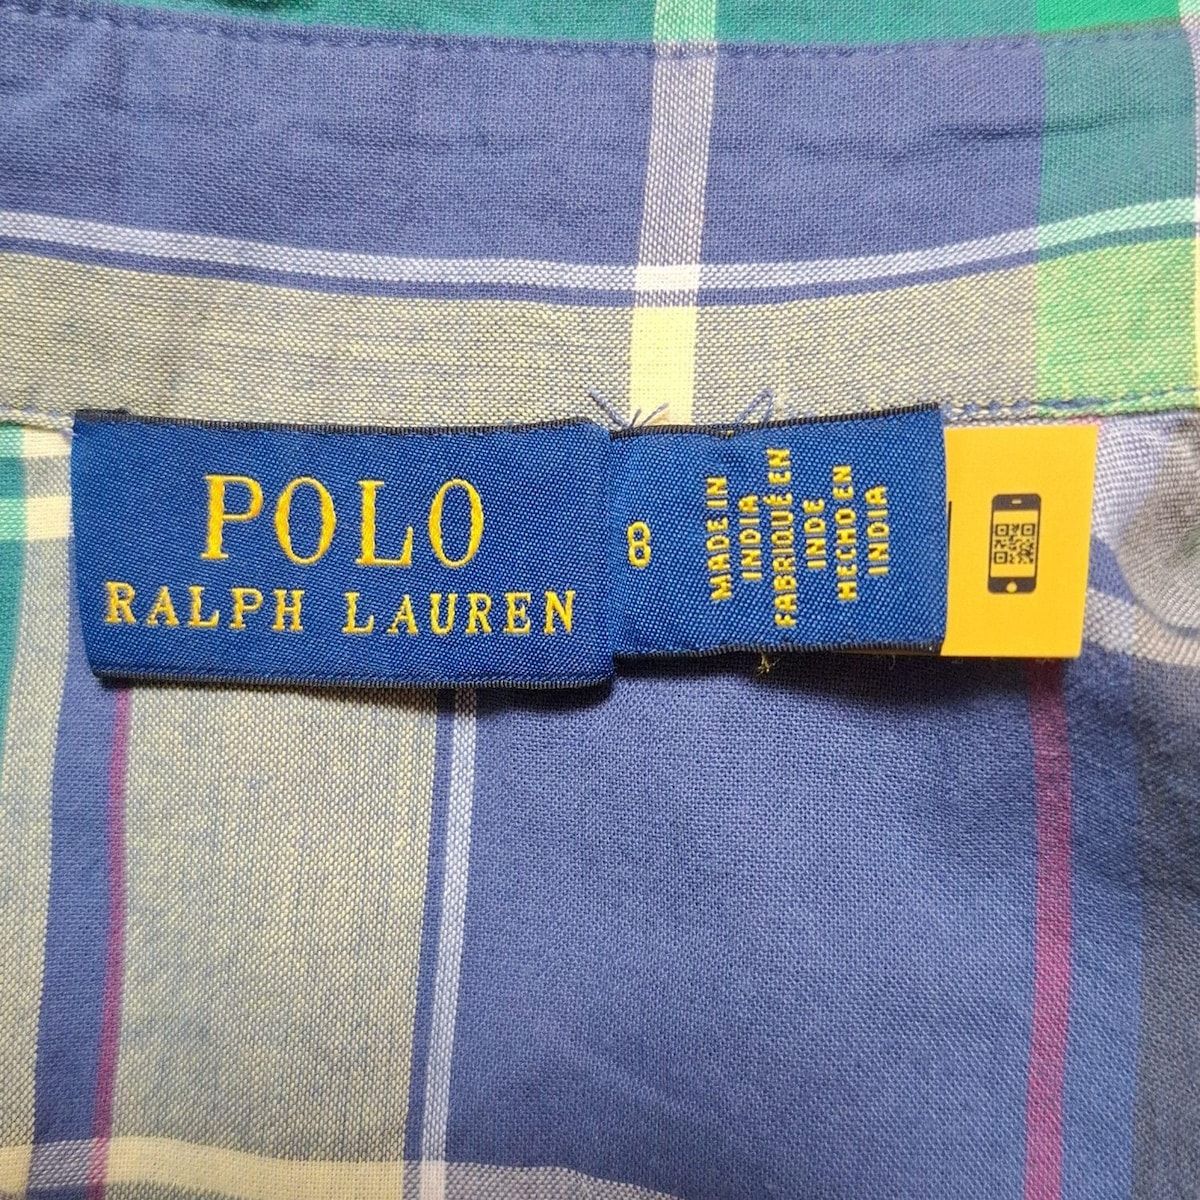 POLO
RALPH LAUREN
8
MADE IN
INDIA
FABRIQUÉ EN
INDE
HECHO EN
INDIA